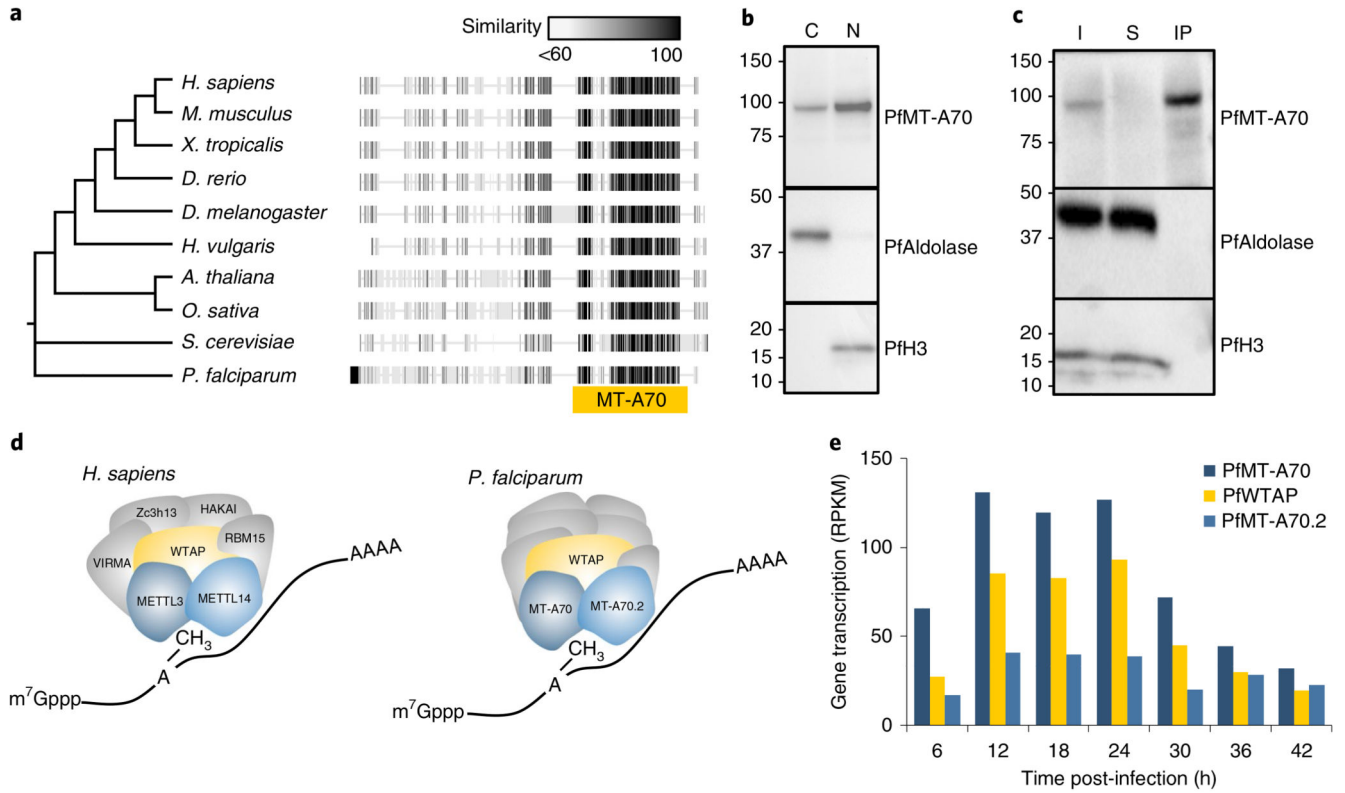 a
Similarity
<60 100
H. sapiens
M. musculus
X. tropicalis
D. rerio
D. melanogaster
H. vulgaris
A. thaliana
O. sativa
S. cerevisiae
P. falciparum
MT-A70
b
C N
150
100
75
50
37
20
15
10
PfMT-A70
PfAldolase
PfH3
c
I S IP
150
100
75
50
37
20
15
10
PfMT-A70
PfAldolase
PfH3
d
H. sapiens
Zc3h13
HAKAI
VIRMA
WTAP
RBM15
METTL3
METTL14
CH3
A
m7Gppp
AAAA
P. falciparum
WTAP
MT-A70
MT-A70.2
CH3
A
m7Gppp
AAAA
e
Gene transcription (RPKM)
150
100
50
0
PfMT-A70
PfWTAP
PfMT-A70.2
6 12 18 24 30 36 42
Time post-infection (h)